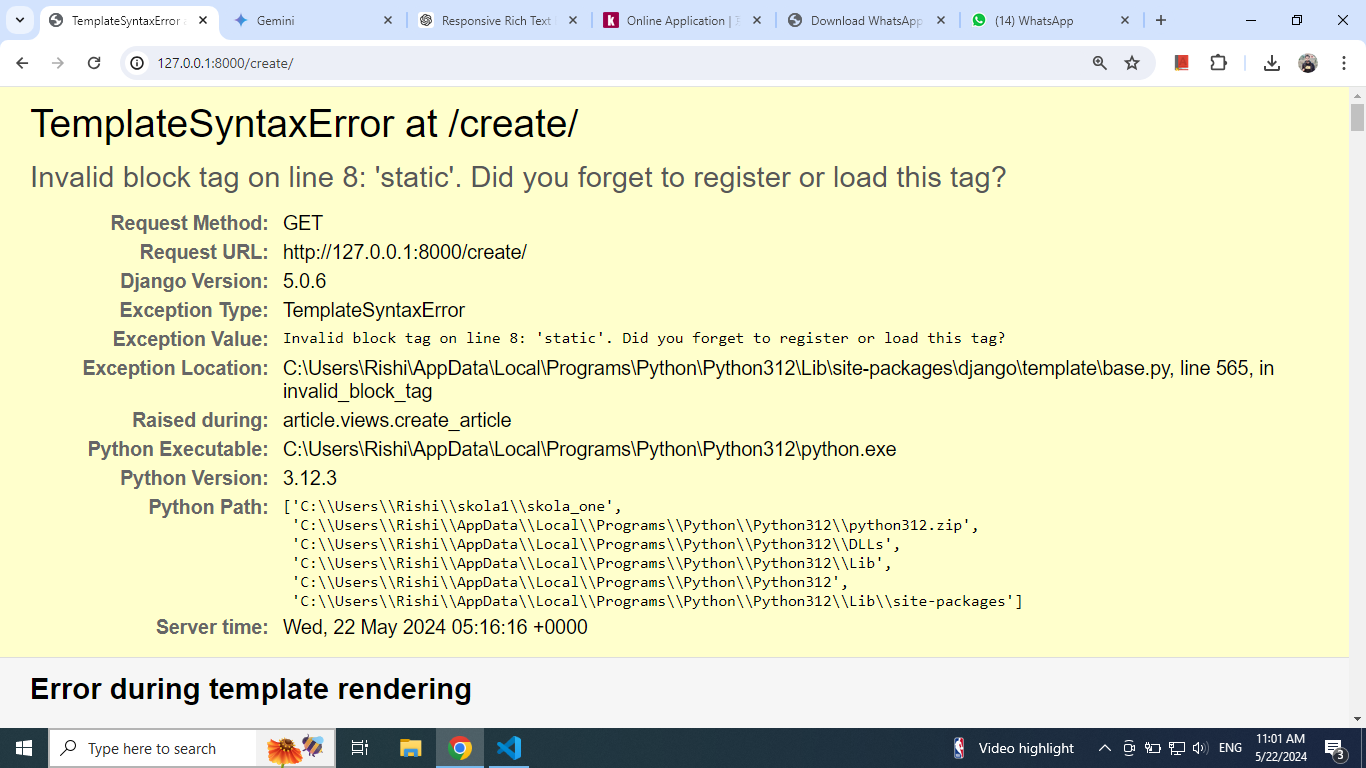 TemplateSyntaxError a
Gemini
Responsive Rich Text
Online Application |
Download WhatsApp
(14) WhatsApp
127.0.0.1:8000/create/
TemplateSyntaxError at /create/
Invalid block tag on line 8: 'static'. Did you forget to register or load this tag?
Request Method: GET
Request URL: http://127.0.0.1:8000/create/
Django Version: 5.0.6
Exception Type: TemplateSyntaxError
Exception Value: Invalid block tag on line 8: 'static'. Did you forget to register or load this tag?
Exception Location: C:\Users\Rishi\AppData\Local\Programs\Python\Python312\Lib\site-packages\django\template\base.py, line 565, in
invalid_block_tag
Raised during: article.views.create_article
Python Executable: C:\Users\Rishi\AppData\Local\Programs\Python\Python312\python.exe
Python Version: 3.12.3
Python Path: ['C:\\Users\\Rishi\\skola1\\skola_one',
'C:\\Users\\Rishi\\AppData\\Local\\Programs\\Python\\Python312\\python312.zip',
'C:\\Users\\Rishi\\AppData\\Local\\Programs\\Python\\Python312\\DLLs',
'C:\\Users\\Rishi\\AppData\\Local\\Programs\\Python\\Python312\\Lib',
'C:\\Users\\Rishi\\AppData\\Local\\Programs\\Python\\Python312',
'C:\\Users\\Rishi\\AppData\\Local\\Programs\\Python\\Python312\\Lib\\site-packages']
Server time: Wed, 22 May 2024 05:16:16 +0000
Error during template rendering
Type here to search
Video highlight
ENG
11:01 AM
5/22/2024
3